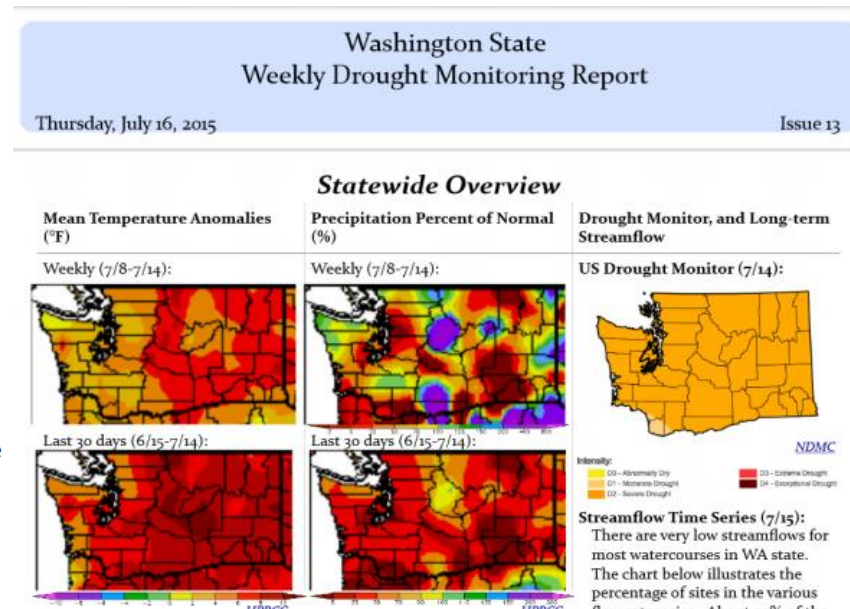 Washington State
Weekly Drought Monitoring Report
Thursday, July 16, 2015
Issue 13
Statewide Overview
Mean Temperature Anomalies
(°F)
Weekly (7/8-7/14):
Last 30 days (6/15-7/14):
Precipitation Percent of Normal
(%)
Weekly (7/8-7/14):
Last 30 days (6/15-7/14):
Drought Monitor, and Long-term
Streamflow
US Drought Monitor (7/14):
NDMC
Intensity:
D0 - Abnormally Dry
D1 - Moderate Drought
D2 - Severe Drought
D3 - Extreme Drought
D4 - Exceptional Drought
Streamflow Time Series (7/15):
There are very low streamflows for
most watercourses in WA state.
The chart below illustrates the
percentage of sites in the various